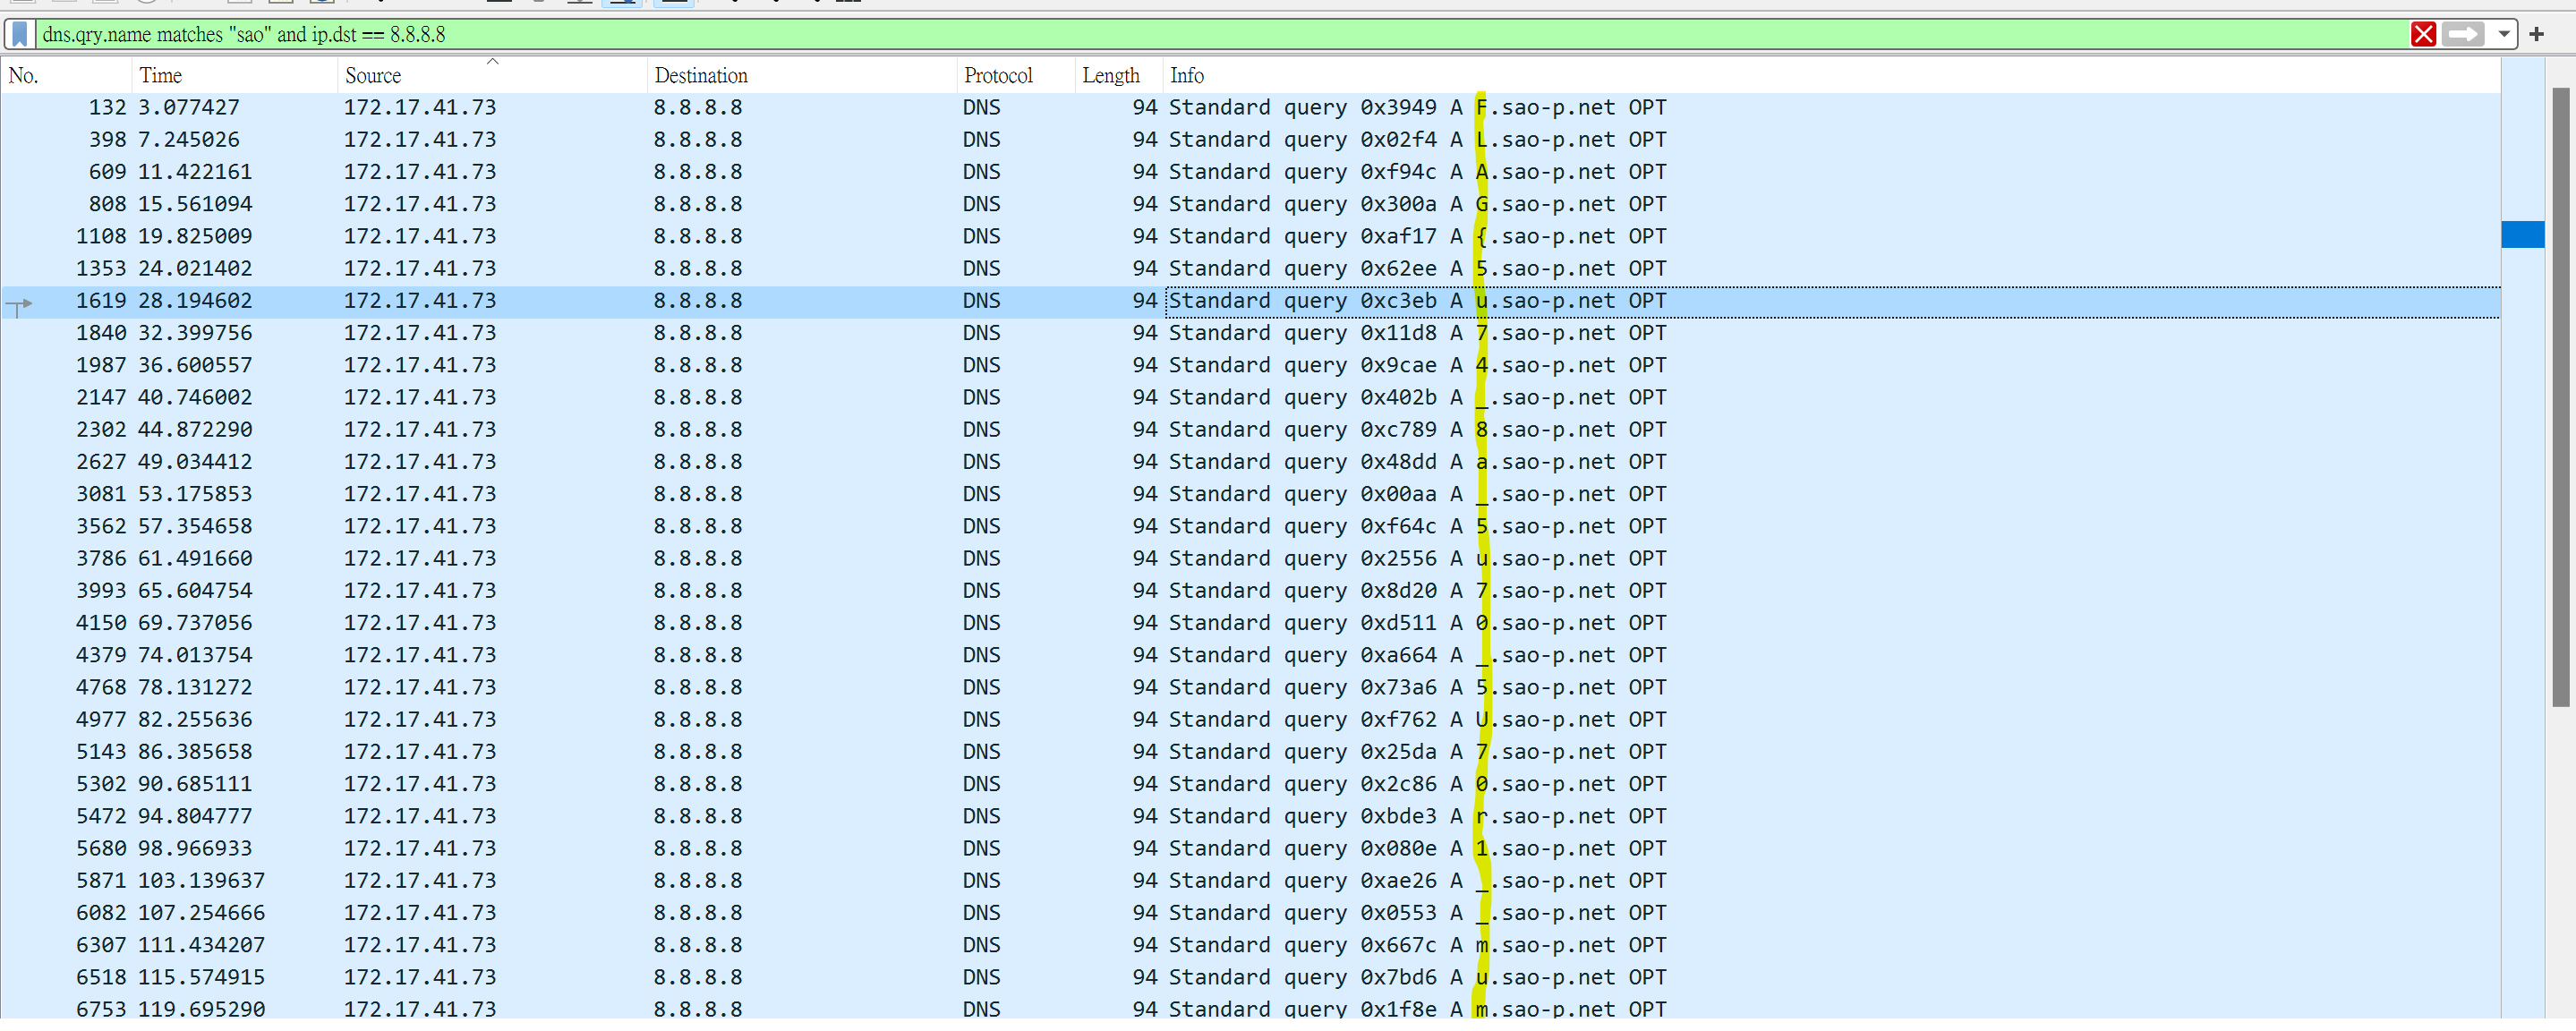 dns.qry.name matches "sao" and ip.dst == 8.8.8.8
No. Time Source Destination Protocol Length Info
132 3.077427 172.17.41.73 8.8.8.8 DNS 94 Standard query 0x3949 A F.sao-p.net OPT
398 7.245026 172.17.41.73 8.8.8.8 DNS 94 Standard query 0x02f4 A L.sao-p.net OPT
609 11.422161 172.17.41.73 8.8.8.8 DNS 94 Standard query 0xf94c A A.sao-p.net OPT
808 15.561094 172.17.41.73 8.8.8.8 DNS 94 Standard query 0x300a A G.sao-p.net OPT
1108 19.825009 172.17.41.73 8.8.8.8 DNS 94 Standard query 0xaf17 A {.sao-p.net OPT
1353 24.021402 172.17.41.73 8.8.8.8 DNS 94 Standard query 0x62ee A 5.sao-p.net OPT
1619 28.194602 172.17.41.73 8.8.8.8 DNS 94 Standard query 0xc3eb A u.sao-p.net OPT
1840 32.399756 172.17.41.73 8.8.8.8 DNS 94 Standard query 0x11d8 A 7.sao-p.net OPT
1987 36.600557 172.17.41.73 8.8.8.8 DNS 94 Standard query 0x9cae A 4.sao-p.net OPT
2147 40.746002 172.17.41.73 8.8.8.8 DNS 94 Standard query 0x402b A _.sao-p.net OPT
2302 44.872290 172.17.41.73 8.8.8.8 DNS 94 Standard query 0xc789 A 8.sao-p.net OPT
2627 49.034412 172.17.41.73 8.8.8.8 DNS 94 Standard query 0x48dd A a.sao-p.net OPT
3081 53.175853 172.17.41.73 8.8.8.8 DNS 94 Standard query 0x00aa A _.sao-p.net OPT
3562 57.354658 172.17.41.73 8.8.8.8 DNS 94 Standard query 0xf64c A 5.sao-p.net OPT
3786 61.491660 172.17.41.73 8.8.8.8 DNS 94 Standard query 0x2556 A u.sao-p.net OPT
3993 65.604754 172.17.41.73 8.8.8.8 DNS 94 Standard query 0x8d20 A 7.sao-p.net OPT
4150 69.737056 172.17.41.73 8.8.8.8 DNS 94 Standard query 0xd511 A 0.sao-p.net OPT
4379 74.013754 172.17.41.73 8.8.8.8 DNS 94 Standard query 0xa664 A _.sao-p.net OPT
4768 78.131272 172.17.41.73 8.8.8.8 DNS 94 Standard query 0x73a6 A 5.sao-p.net OPT
4977 82.255636 172.17.41.73 8.8.8.8 DNS 94 Standard query 0xf762 A U.sao-p.net OPT
5143 86.385658 172.17.41.73 8.8.8.8 DNS 94 Standard query 0x25da A 7.sao-p.net OPT
5302 90.685111 172.17.41.73 8.8.8.8 DNS 94 Standard query 0x2c86 A 0.sao-p.net OPT
5472 94.804777 172.17.41.73 8.8.8.8 DNS 94 Standard query 0xbde3 A r.sao-p.net OPT
5680 98.966933 172.17.41.73 8.8.8.8 DNS 94 Standard query 0x080e A 1.sao-p.net OPT
5871 103.139637 172.17.41.73 8.8.8.8 DNS 94 Standard query 0xae26 A _.sao-p.net OPT
6082 107.254666 172.17.41.73 8.8.8.8 DNS 94 Standard query 0x0553 A _.sao-p.net OPT
6307 111.434207 172.17.41.73 8.8.8.8 DNS 94 Standard query 0x667c A m.sao-p.net OPT
6518 115.574915 172.17.41.73 8.8.8.8 DNS 94 Standard query 0x7bd6 A u.sao-p.net OPT
6753 119.695290 172.17.41.73 8.8.8.8 DNS 94 Standard query 0x1f8e A m.sao-p.net OPT